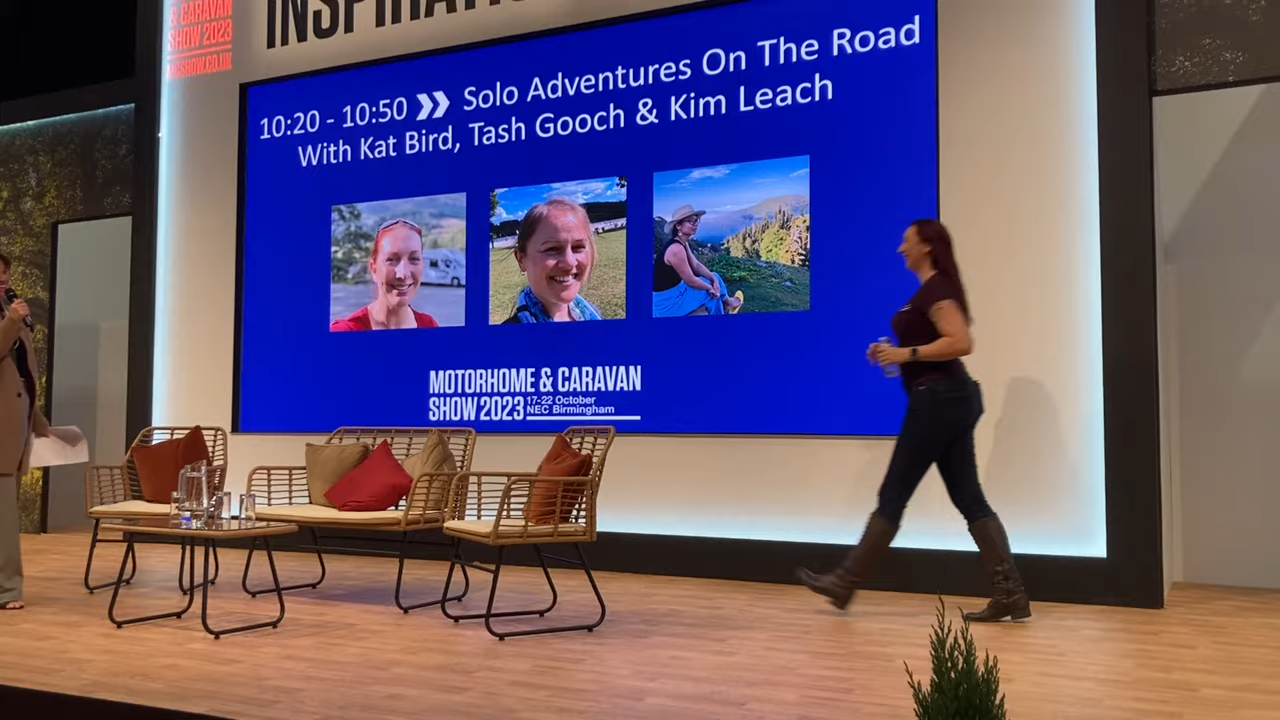 & CARAVAN
SHOW 2023
10:20 - 10:50 Solo Adventures On The Road
With Kat Bird, Tash Gooch & Kim Leach
MOTORHOME & CARAVAN
SHOW 2023 17-22 October
NEC Birmingham